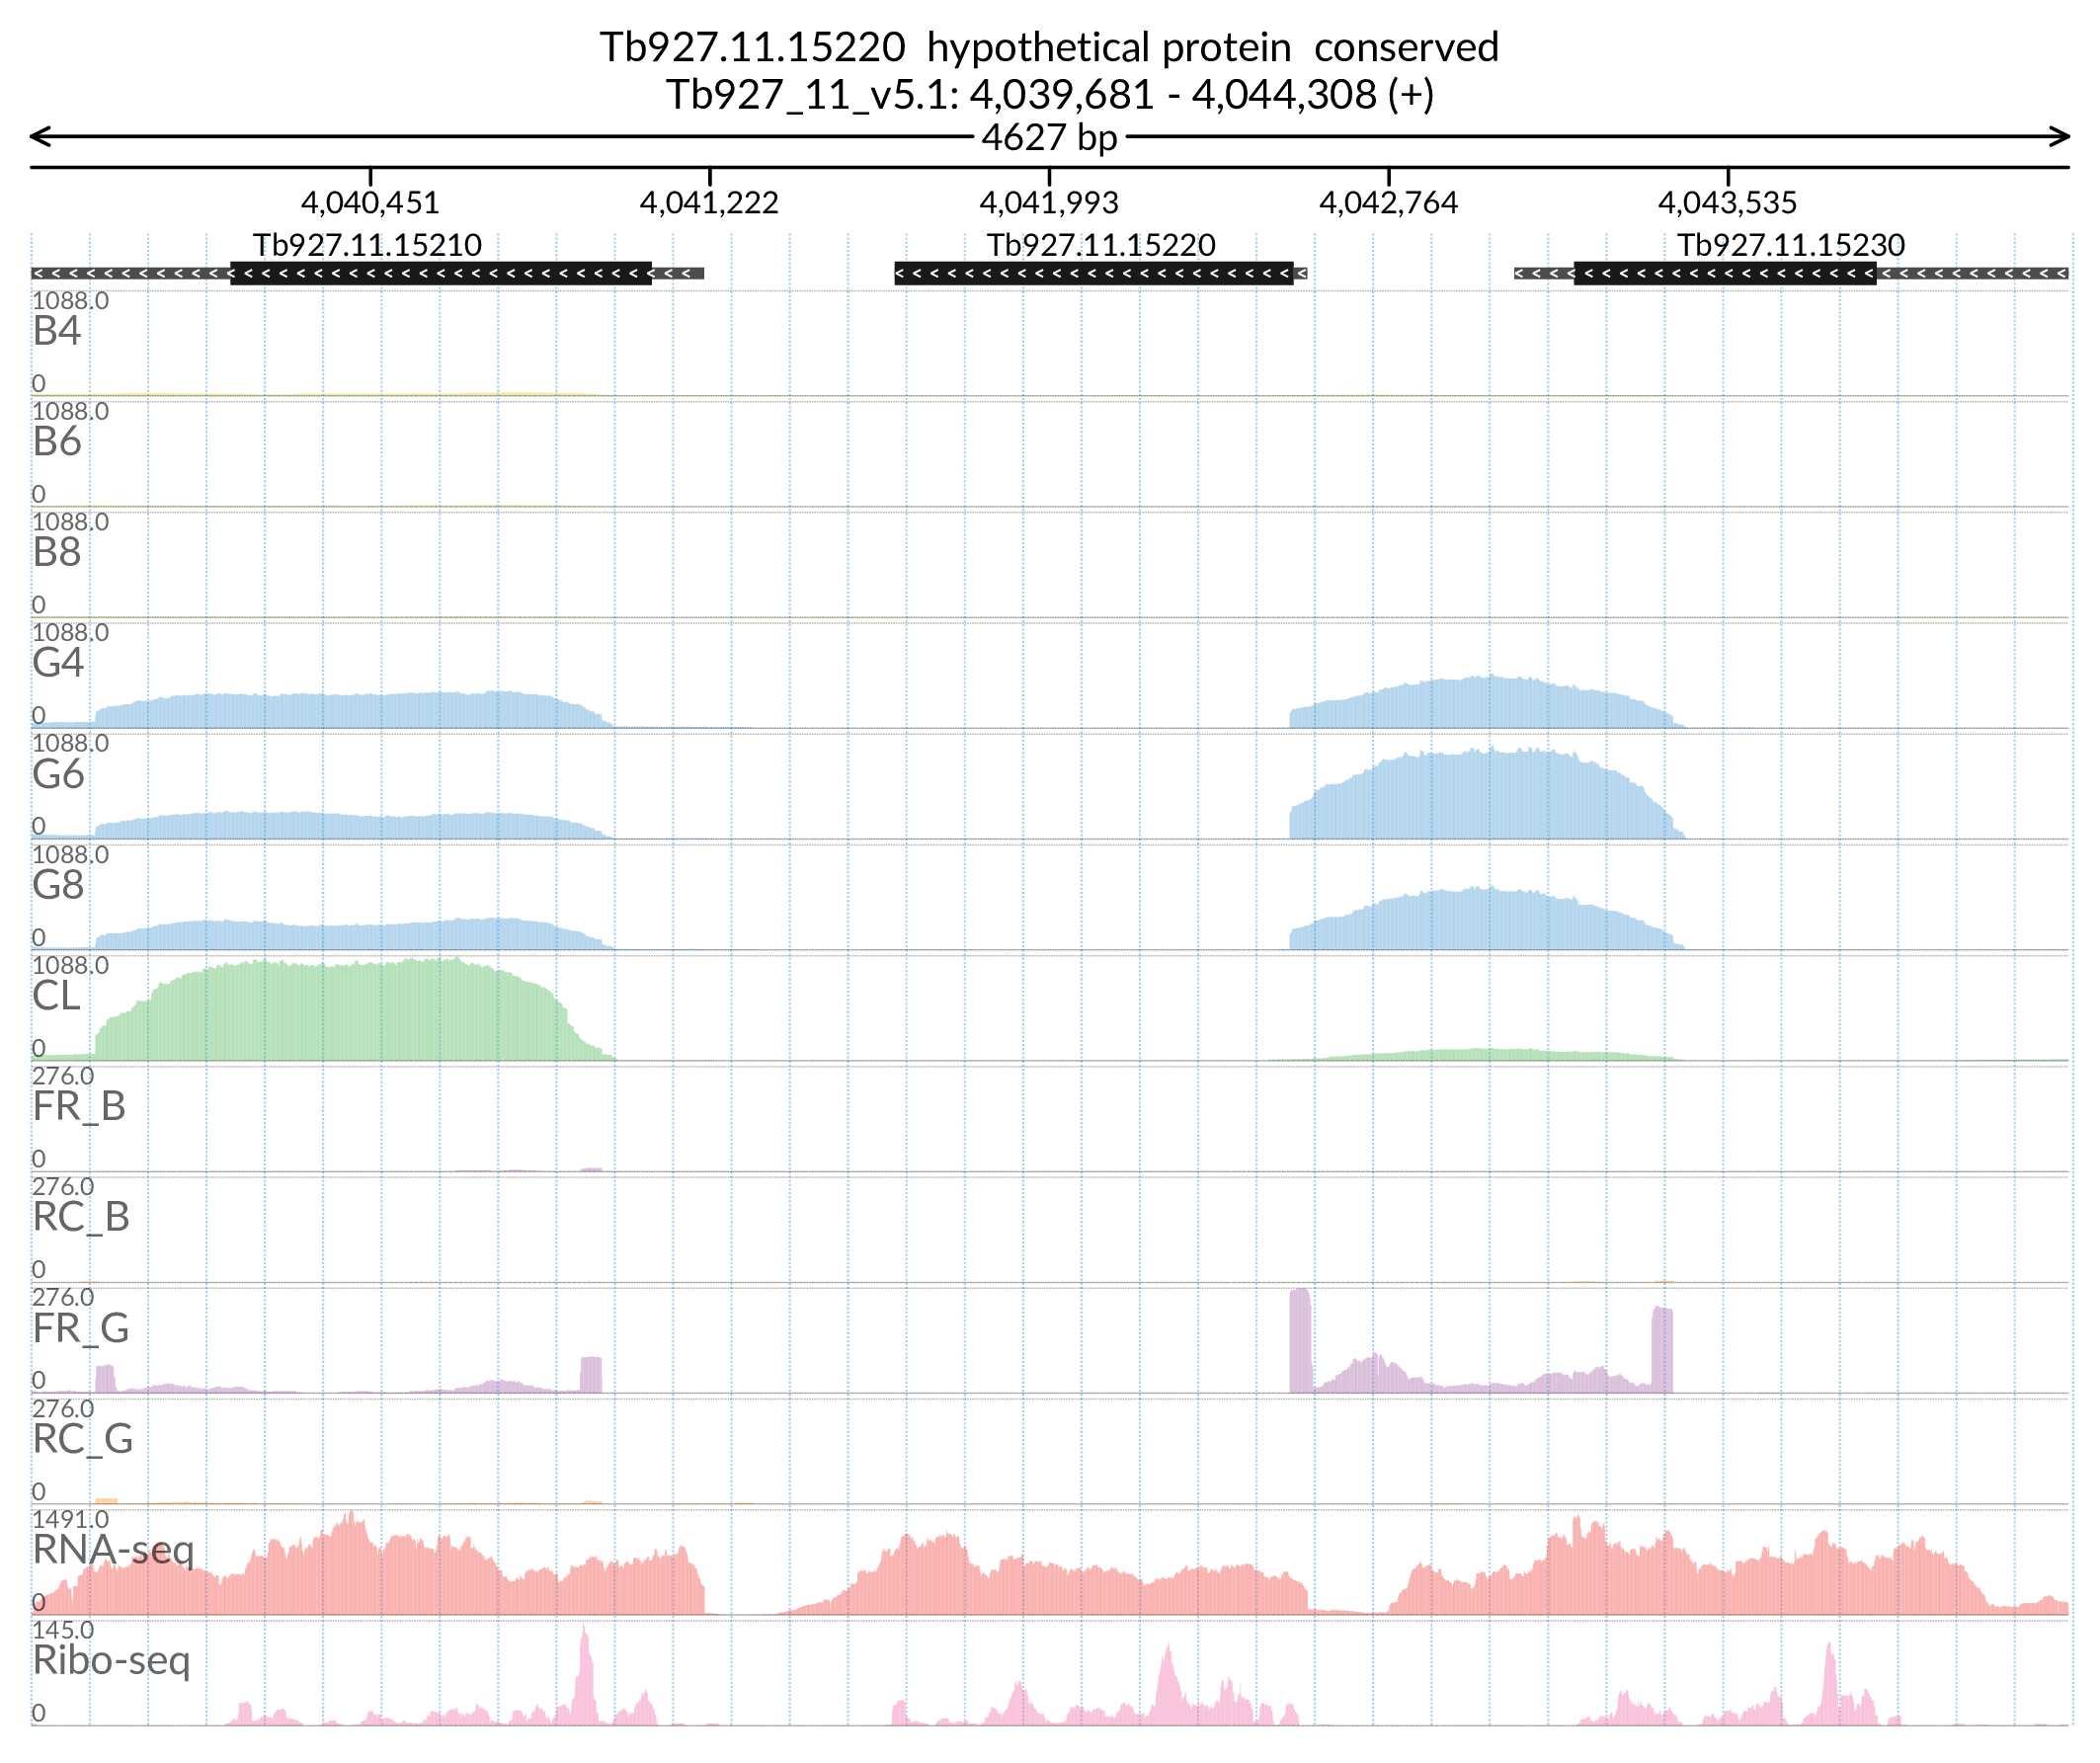 Tb927.11.15220 hypothetical protein conserved
Tb927_11_v5.1: 4,039,681 - 4,044,308 (+)
4627 bp
4,040,451 4,041,222 4,041,993 4,042,764 4,043,535
Tb927.11.15210 Tb927.11.15220 Tb927.11.15230
1088.0
B4
0
1088.0
B6
0
1088.0
B8
0
1088.0
G4
0
1088.0
G6
0
1088.0
G8
0
1088.0
CL
0
276.0
FR_B
0
276.0
RC_B
0
276.0
FR_G
0
276.0
RC_G
0
1491.0
RNA-seq
0
145.0
Ribo-seq
0